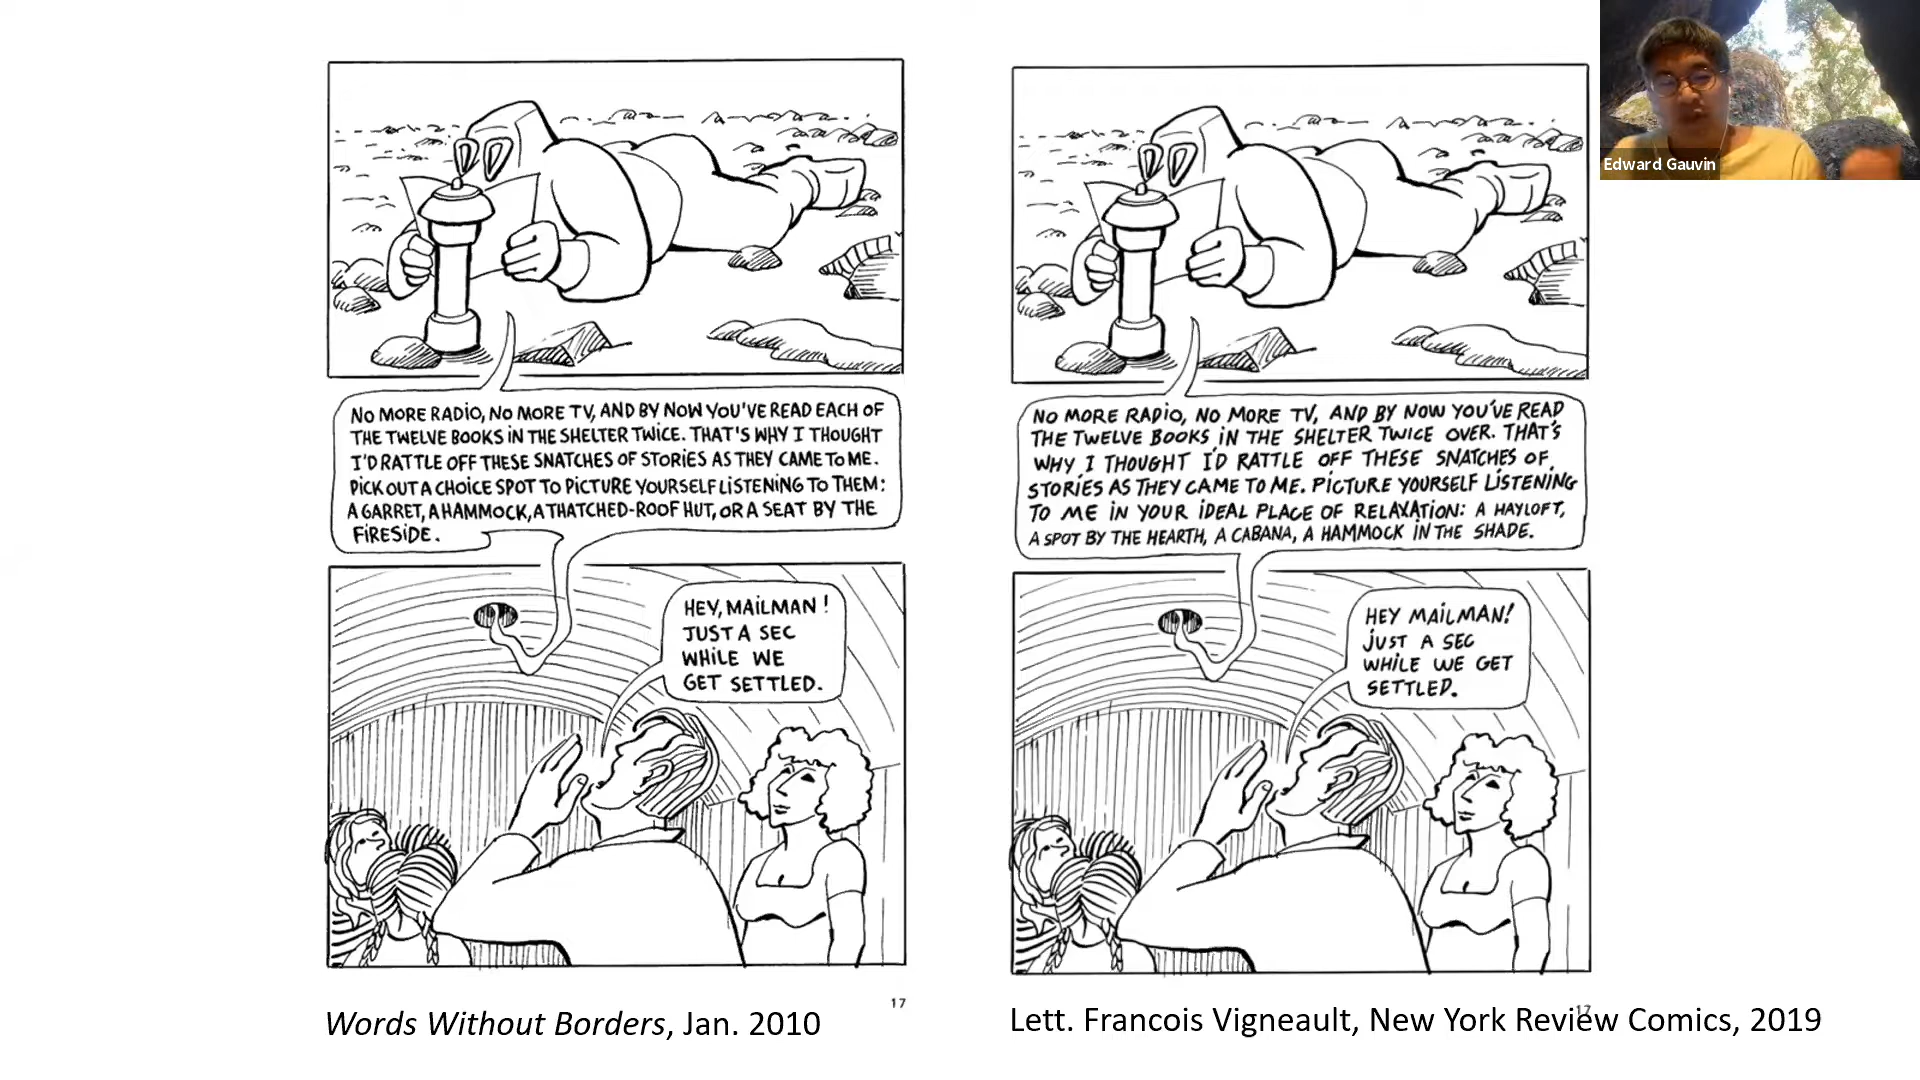 NO MORE RADIO, NO MORE TV, AND BY NOW YOU'VE READ EACH OF
THE TWELVE BOOKS IN THE SHELTER TWICE. THAT'S WHY I THOUGHT
I'D RATTLE OFF THESE SNATCHES OF STORIES AS THEY CAME TO ME.
PICK OUT A CHOICE SPOT TO PICTURE YOURSELF LISTENING TO THEM:
A GARRET, A HAMMOCK, A THATCHED-ROOF HUT, OR A SEAT BY THE
FIRESIDE.
HEY, MAILMAN!
JUST A SEC
WHILE WE
GET SETTLED.
17
Words Without Borders, Jan. 2010
NO MORE RADIO, NO MORE TV, AND BY NOW YOU'VE READ
THE TWELVE BOOKS IN THE SHELTER TWICE OVER. THAT'S
WHY I THOUGHT I'D RATTLE OFF THESE SNATCHES OF
STORIES AS THEY CAME TO ME. PICTURE YOURSELF LISTENING
TO ME IN YOUR IDEAL PLACE OF RELAXATION: A HAYLOFT,
A SPOT BY THE HEARTH, A CABANA, A HAMMOCK IN THE SHADE.
HEY MAILMAN!
JUST A SEC
WHILE WE GET
SETTLED.
17
Lett. Francois Vigneault, New York Review Comics, 2019
Edward Gauvin